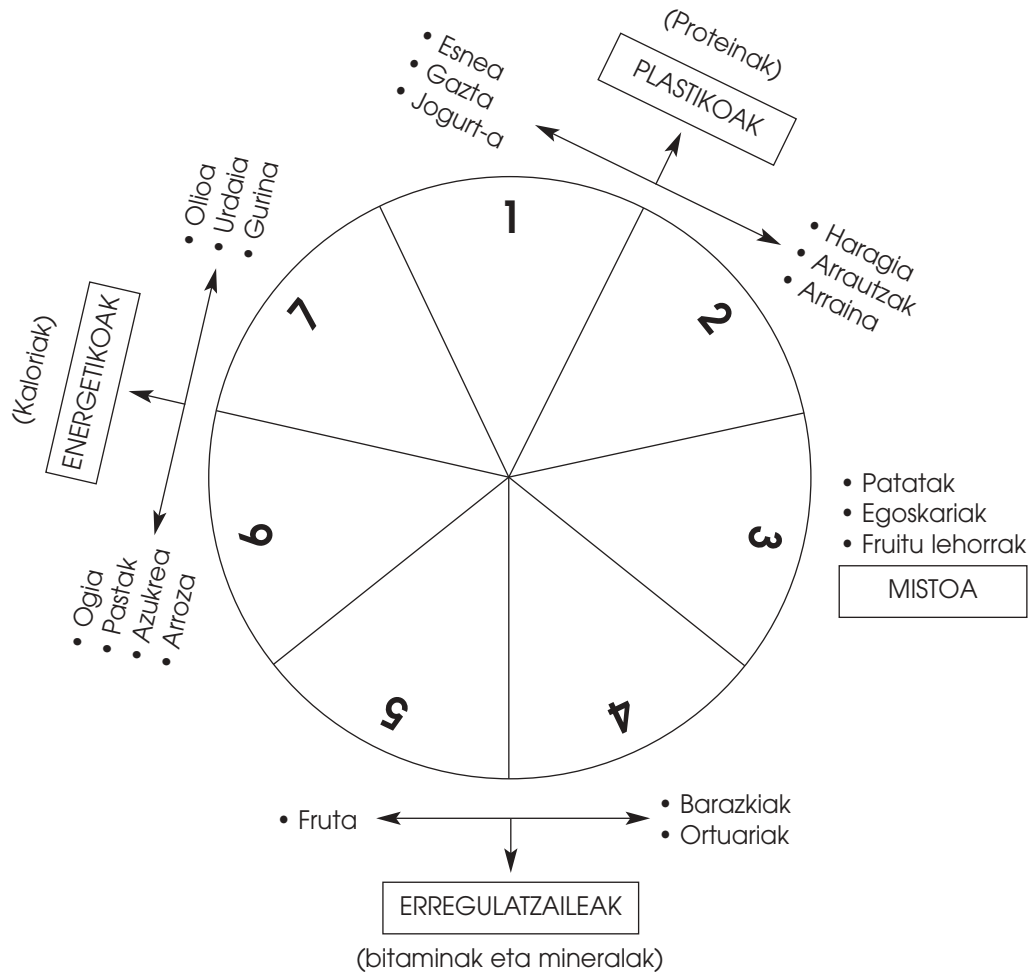 (Proteinak)
PLASTIKOAK
• Esnea
• Gazta
• Jogurt-a
• Haragia
• Arrautzak
• Arraina
1
2
3
4
5
6
7
• Patatak
• Egoskariak
• Fruitu lehorrak
MISTOA
• Barazkiak
• Ortuariak
• Fruta
ERREGULATZAILEAK
(bitaminak eta mineralak)
• Ogia
• Pastak
• Azukrea
• Arroza
(Kaloriak)
ENERGETIKOAK
• Olioa
• Urdaia
• Gurina